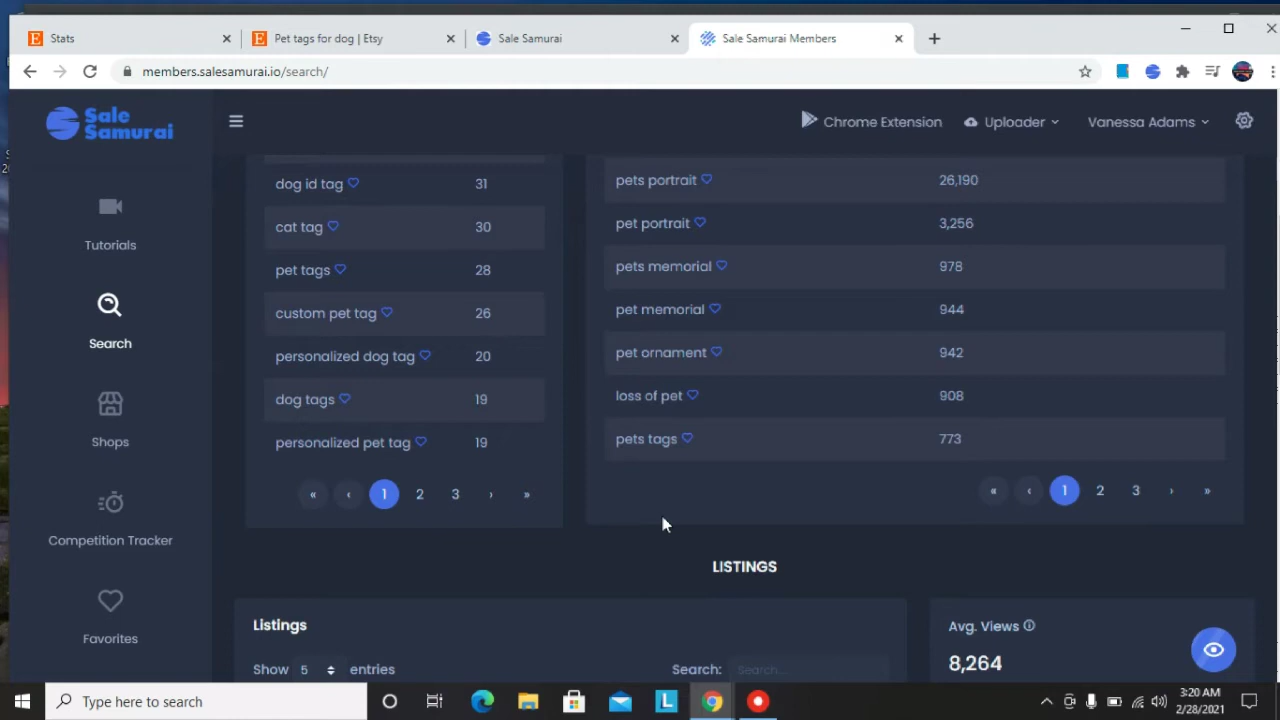 Stats
Pet tags for dog | Etsy
Sale Samurai
Sale Samurai Members
members.salesamurai.io/search/
Sale Samurai
Chrome Extension
Uploader
Vanessa Adams
Tutorials
Search
Shops
Competition Tracker
Favorites
dog id tag 31
cat tag 30
pet tags 28
custom pet tag 26
personalized dog tag 20
dog tags 19
personalized pet tag 19
« ‹ 1 2 3 › »
pets portrait 26,190
pet portrait 3,256
pets memorial 978
pet memorial 944
pet ornament 942
loss of pet 908
pets tags 773
« ‹ 1 2 3 › »
LISTINGS
Listings
Show 5 entries
Search: Search...
Avg. Views
8,264
Type here to search
3:20 AM
2/28/2021